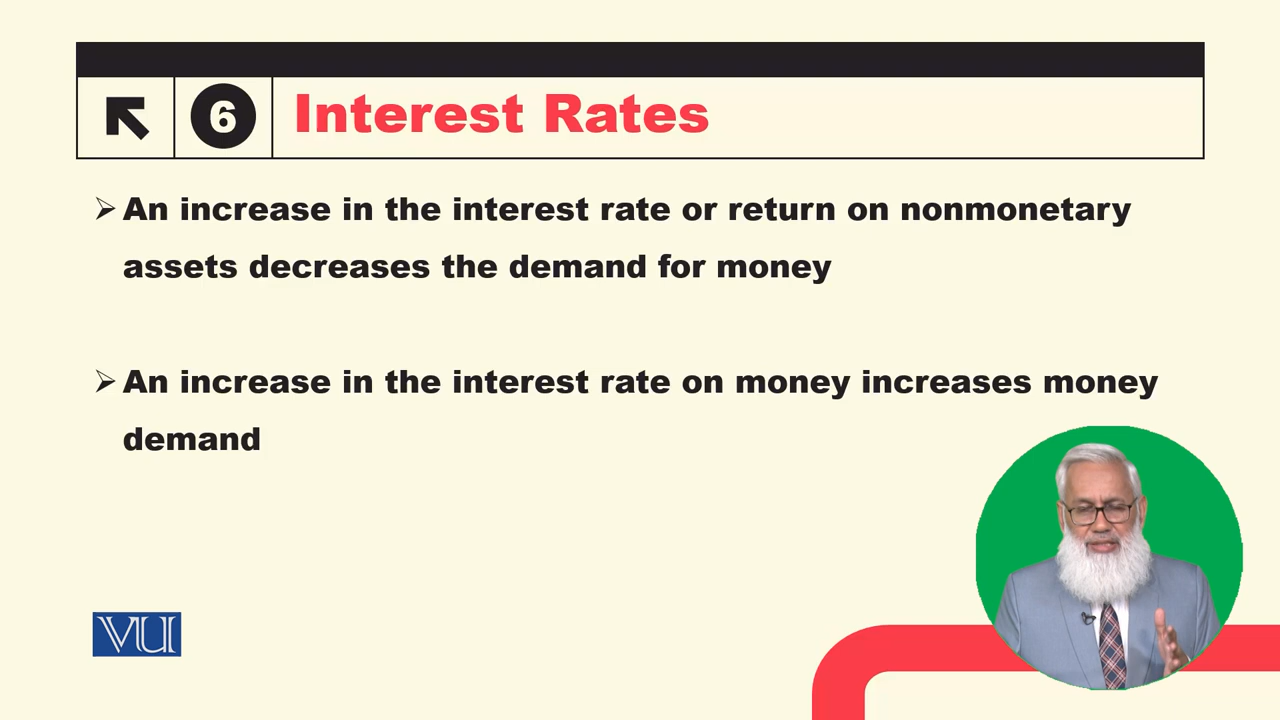 6 Interest Rates
➢ An increase in the interest rate or return on nonmonetary
assets decreases the demand for money
➢ An increase in the interest rate on money increases money
demand
VU